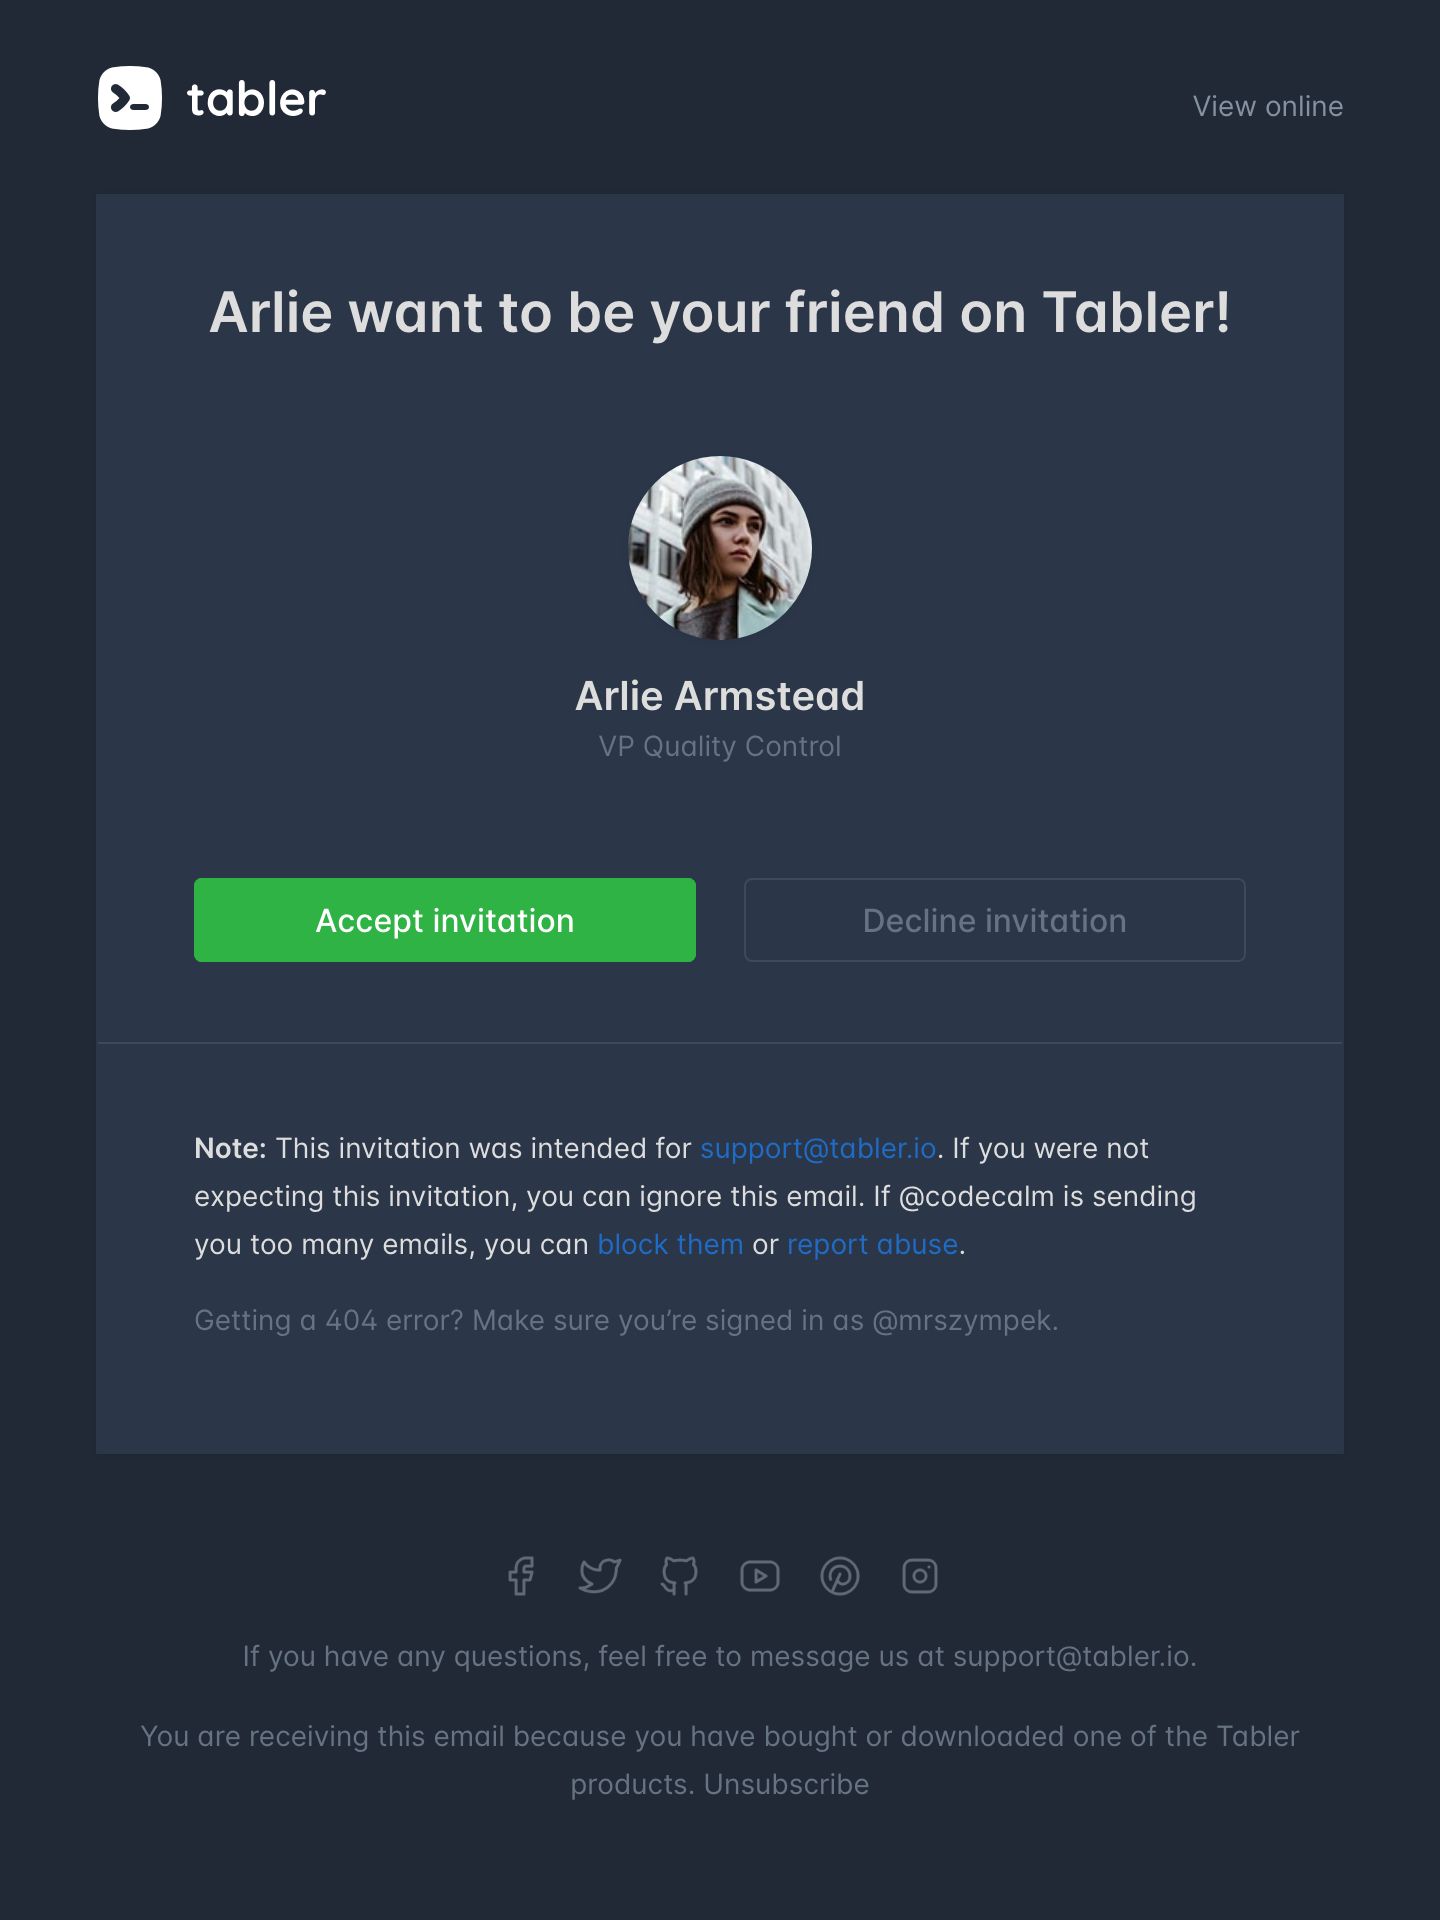 tabler
View online
Arlie want to be your friend on Tabler!
Arlie Armstead
VP Quality Control
Accept invitation
Decline invitation
Note: This invitation was intended for support@tabler.io. If you were not
expecting this invitation, you can ignore this email. If @codecalm is sending
you too many emails, you can block them or report abuse.
Getting a 404 error? Make sure you’re signed in as @mrszympek.
If you have any questions, feel free to message us at support@tabler.io.
You are receiving this email because you have bought or downloaded one of the Tabler
products. Unsubscribe